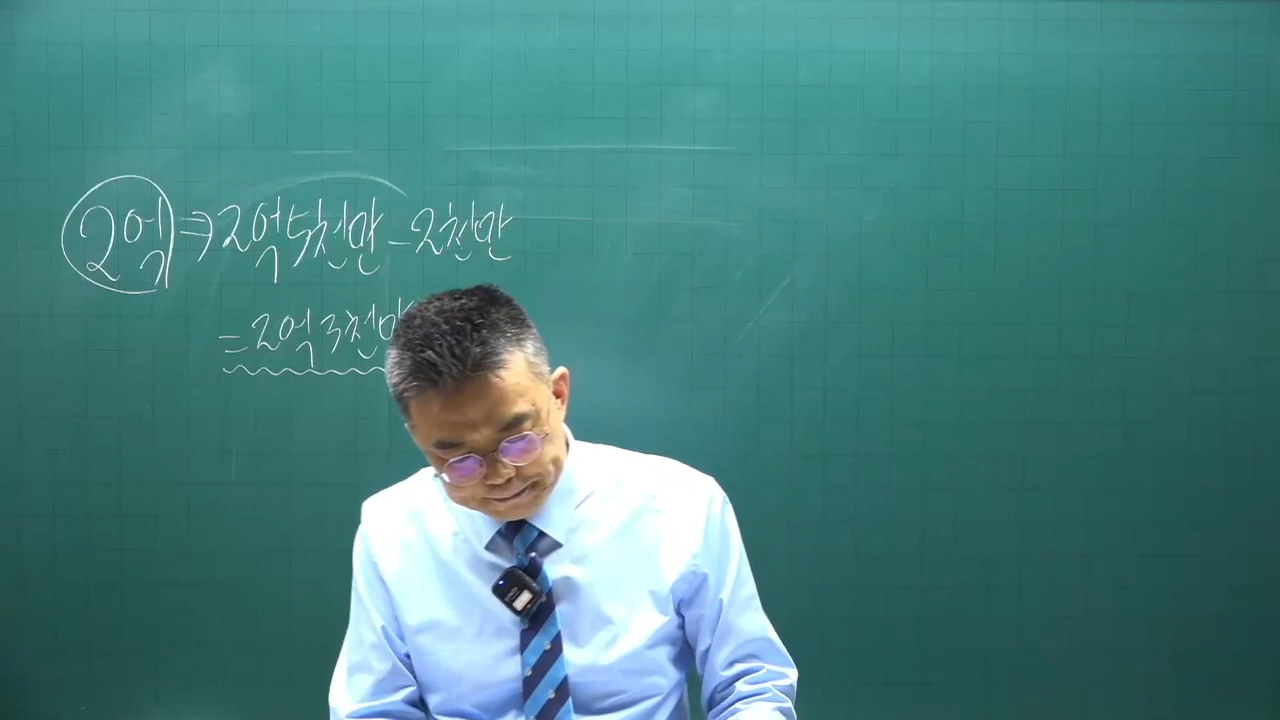 2억 ⇒ 2억5천만 - 2천만
= 2억 3천만